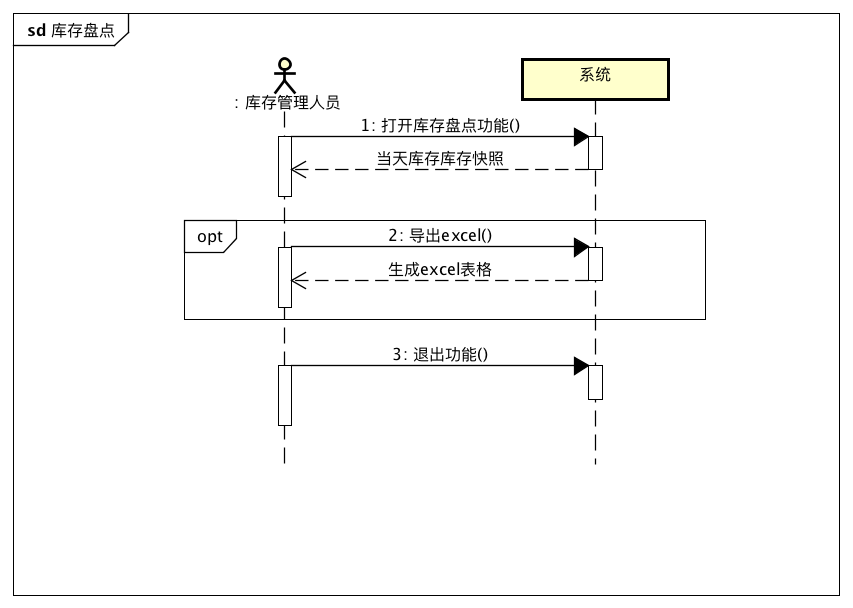 sd 库存盘点
: 库存管理人员
系统
1: 打开库存盘点功能()
当天库存库存快照
opt
2: 导出excel()
生成excel表格
3: 退出功能()